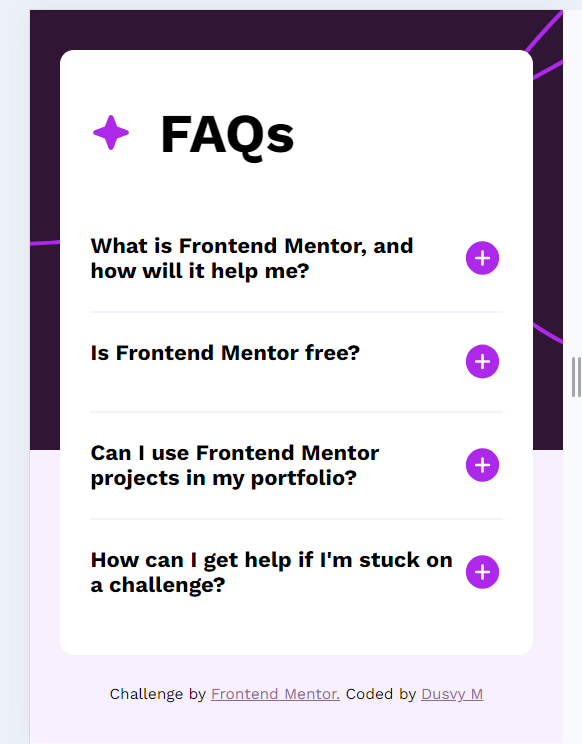 FAQs
What is Frontend Mentor, and
how will it help me?
Is Frontend Mentor free?
Can I use Frontend Mentor
projects in my portfolio?
How can I get help if I'm stuck on
a challenge?
Challenge by Frontend Mentor. Coded by Dusvy M